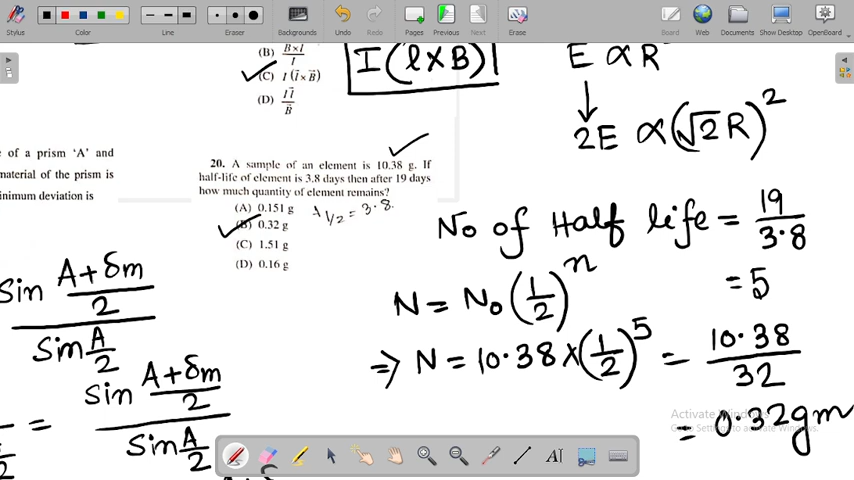 Stylus
Color
Line
Eraser
Backgrounds
Undo
Redo
Pages
Previous
Next
Erase
Board
Web
Show Desktop
OpenBoard
(B) B×l / I
(C) I (l⃗ × B⃗)
(D) I l⃗ / B⃗
I(l×B)
E ∝ R
↓
2E ∝ (√2 R)²
e of a prism ‘A’ and
material of the prism is
inimum deviation is
20. A sample of an element is 10.38 g. If
half-life of element is 3.8 days then after 19 days
how much quantity of element remains?
(A) 0.151 g
(B) 0.32 g
(C) 1.51 g
(D) 0.16 g
λ 1/2 = 3.8.
No of Half life = 19/3.8
= 5
N = N₀(1/2)ⁿ
⇒ N = 10.38 × (1/2)⁵ = 10.38/32
= 0.32gm
Sin A+δm/2
Sin A/2
= Sin A+δm/2
Sin A/2
Activate Windows